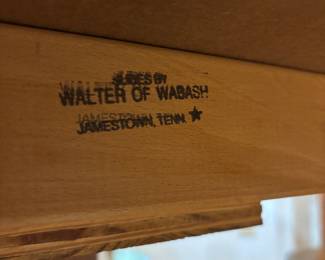 SLIDES BY
WALTER OF WABASH
JAMESTOWN, TENN. ★